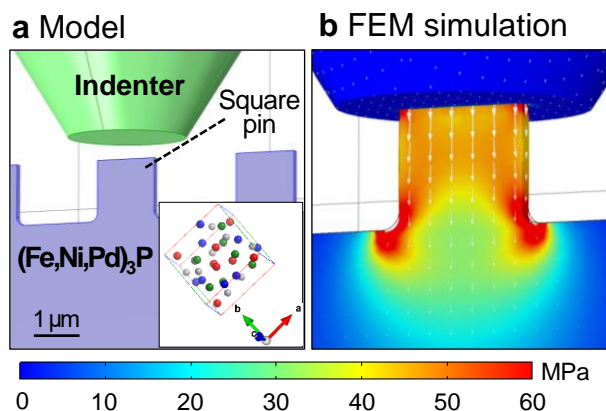 a Model
Indenter
Square
pin
(Fe,Ni,Pd)₃P
1 µm
b
a
c
b FEM simulation
0 10 20 30 40 50 60
MPa